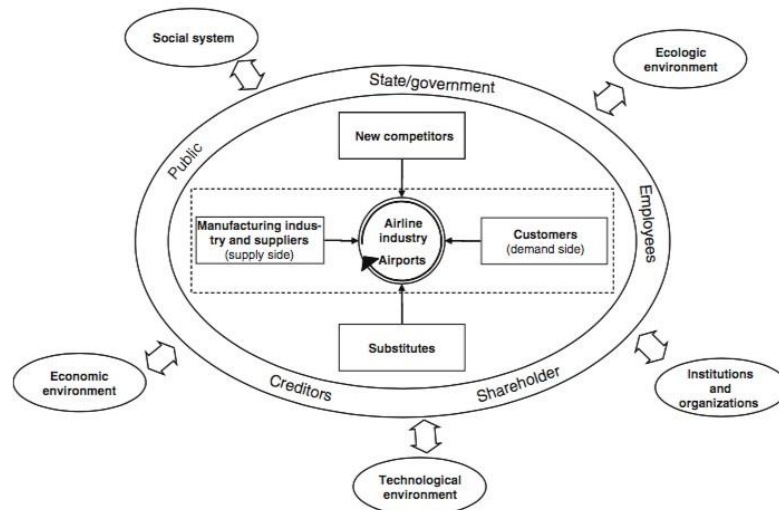 Social system
Ecologic
environment
State/government
New competitors
Public
Employees
Manufacturing indus-
try and suppliers
(supply side)
Airline
industry
Airports
Customers
(demand side)
Substitutes
Economic
environment
Creditors
Shareholder
Institutions
and
organizations
Technological
environment